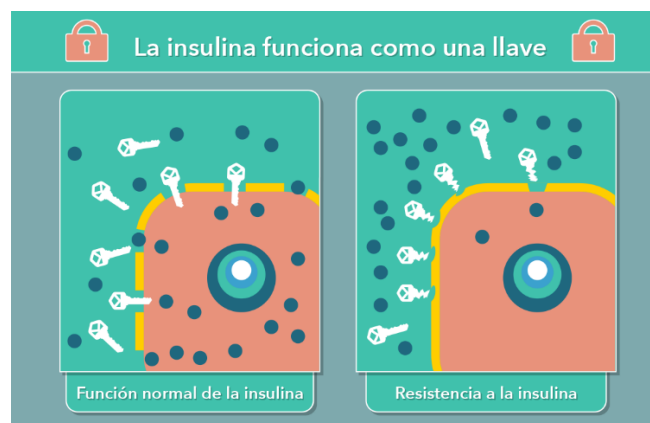 La insulina funciona como una llave
Función normal de la insulina
Resistencia a la insulina